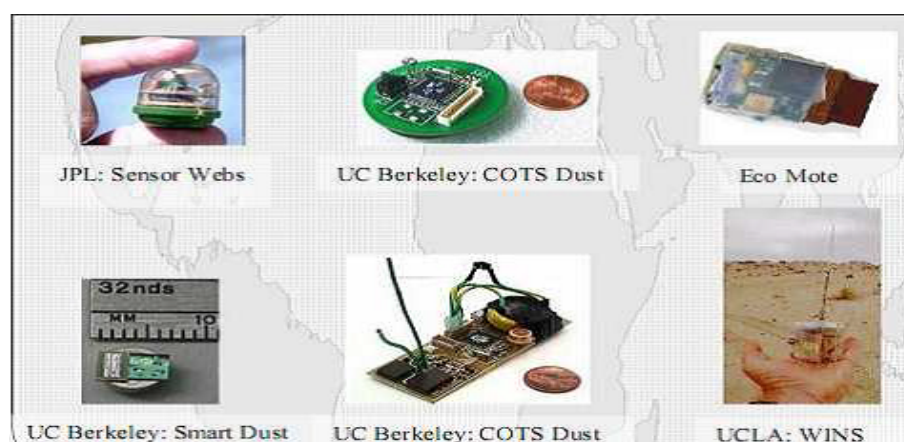 JPL: Sensor Webs
UC Berkeley: COTS Dust
Eco Mote
32nds
MM 10
UC Berkeley: Smart Dust
UC Berkeley: COTS Dust
UCLA: WINS